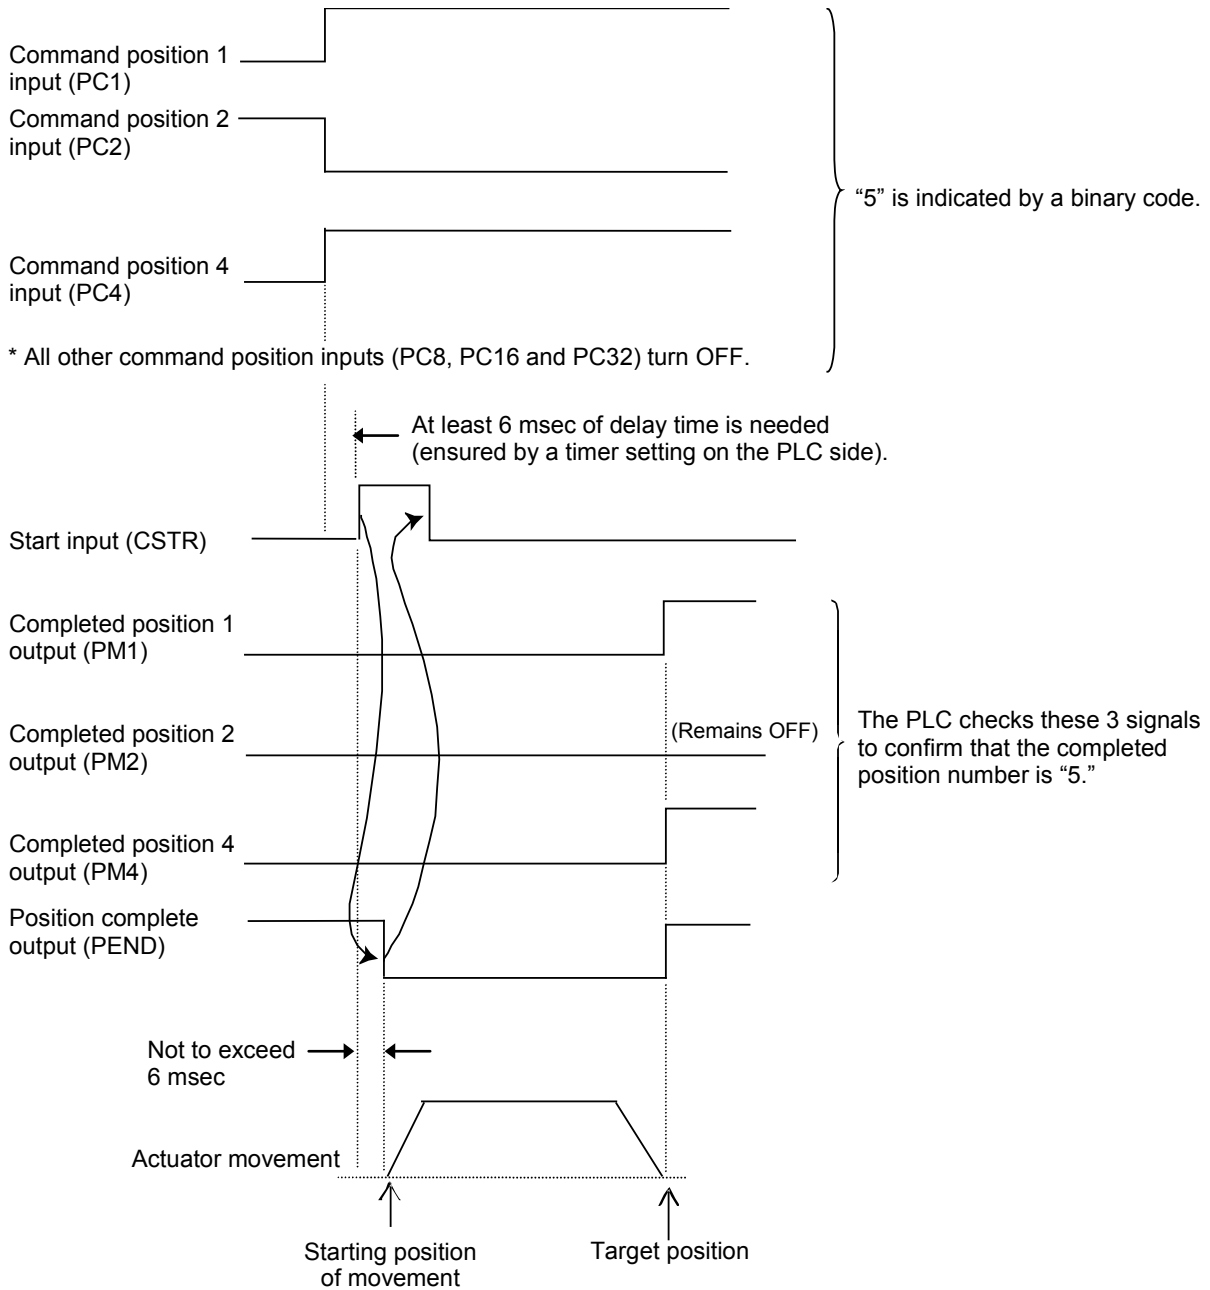 Command position 1
input (PC1)
Command position 2
input (PC2)
“5” is indicated by a binary code.
Command position 4
input (PC4)
* All other command position inputs (PC8, PC16 and PC32) turn OFF.
At least 6 msec of delay time is needed
(ensured by a timer setting on the PLC side).
Start input (CSTR)
Completed position 1
output (PM1)
Completed position 2
output (PM2)
(Remains OFF)
The PLC checks these 3 signals
to confirm that the completed
position number is “5.”
Completed position 4
output (PM4)
Position complete
output (PEND)
Not to exceed
6 msec
Actuator movement
Starting position
of movement
Target position